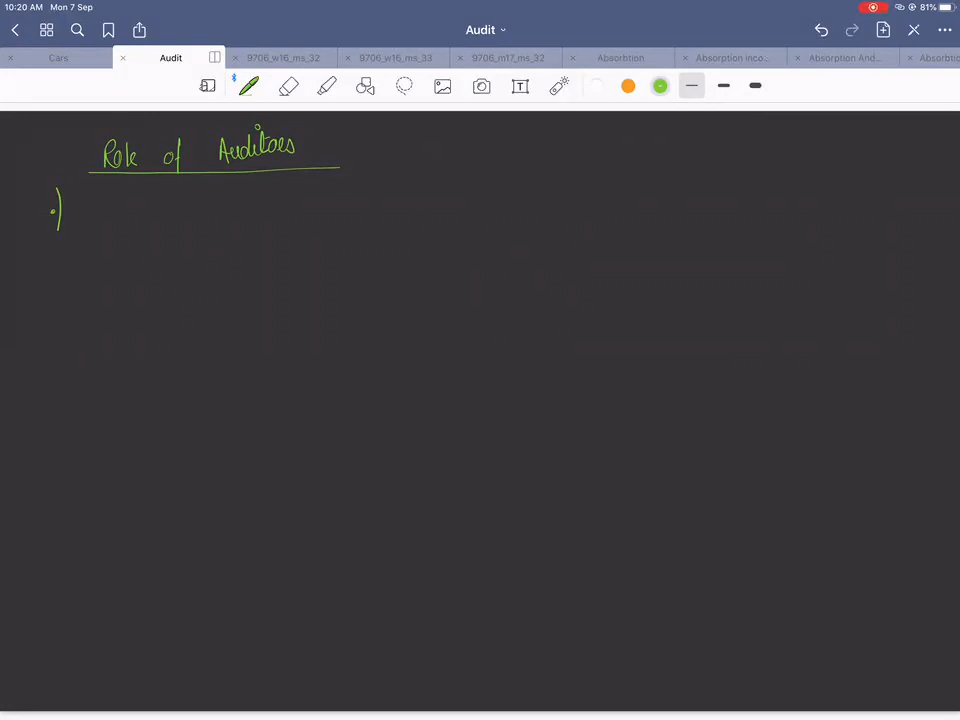 10:20 AM Mon 7 Sep 81%
Audit
Cars Audit 9706_w16_ms_32 9706_w16_ms_33 9706_m17_ms_32 Absorbtion Absorption inco... Absorption And... Absorbti
Role of Auditors
•)